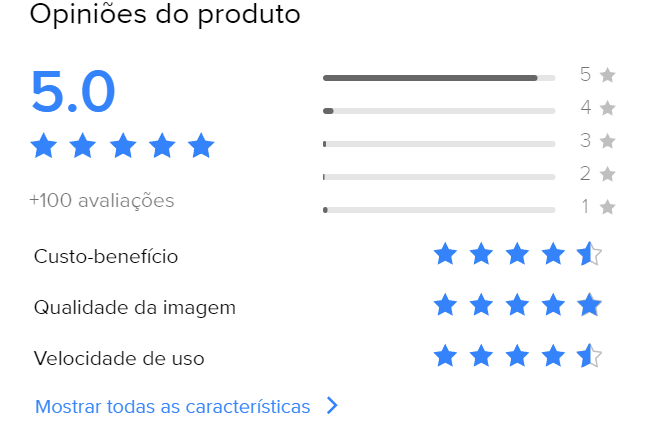 Opiniões do produto
5.0
+100 avaliações
5
4
3
2
1
Custo-benefício
Qualidade da imagem
Velocidade de uso
Mostrar todas as características